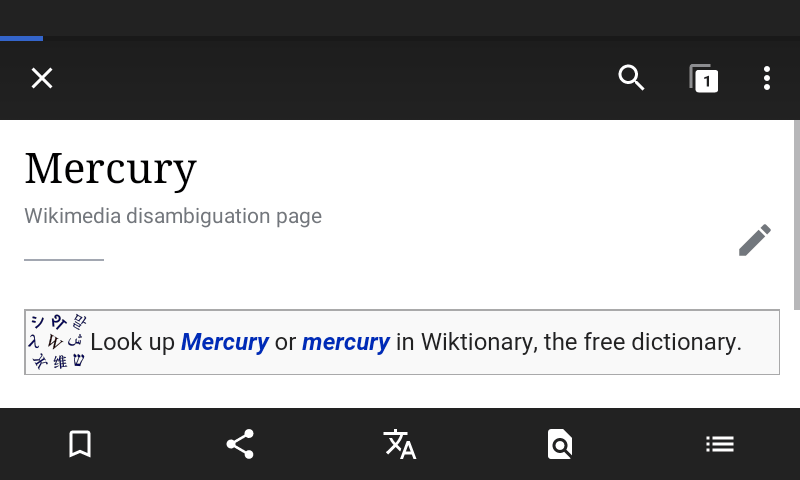 1
Mercury
Wikimedia disambiguation page
Look up Mercury or mercury in Wiktionary, the free dictionary.